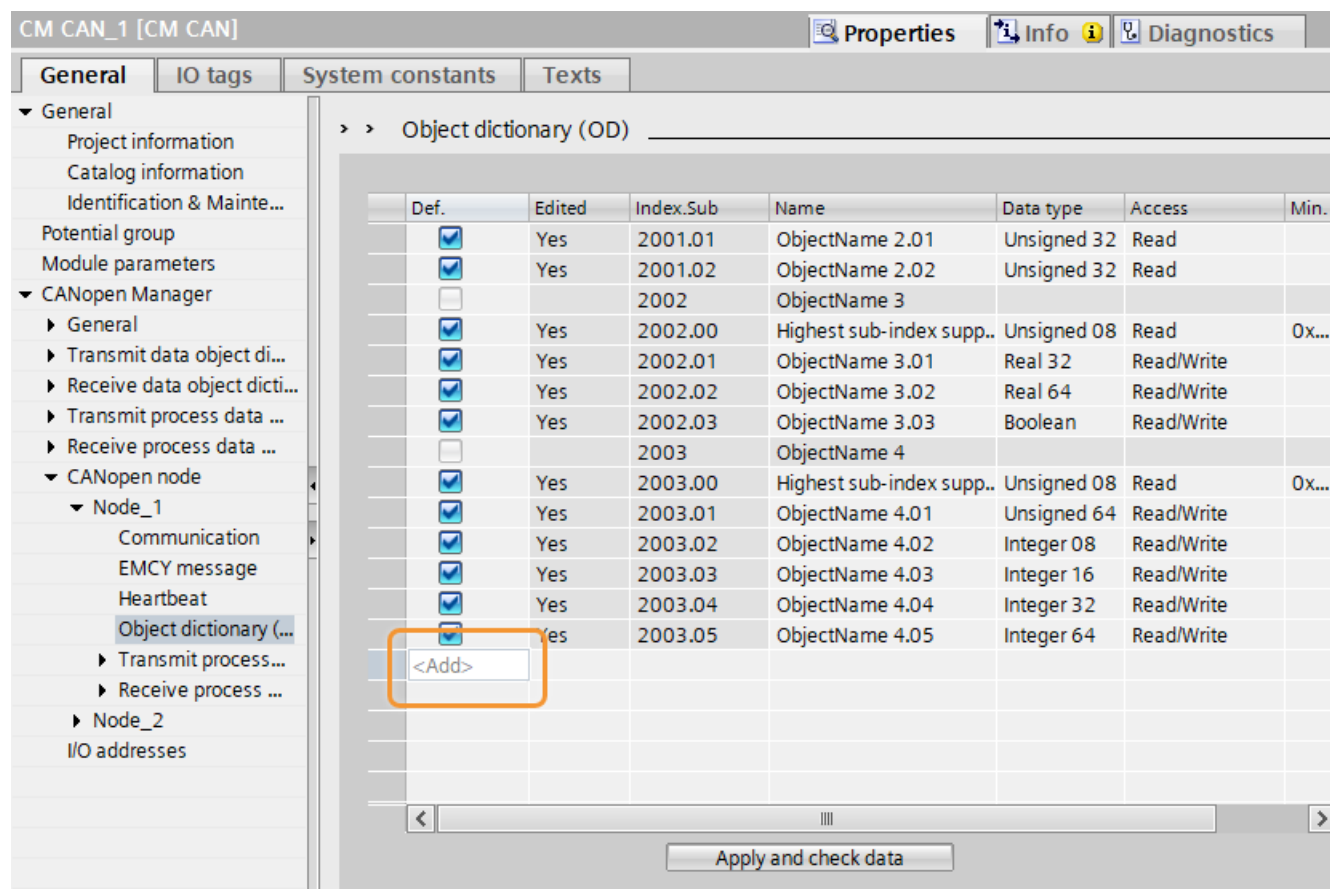 CM CAN_1 [CM CAN]
Properties Info Diagnostics
General IO tags System constants Texts
General
Project information
Catalog information
Identification & Mainte...
Potential group
Module parameters
CANopen Manager
General
Transmit data object di...
Receive data object dicti...
Transmit process data ...
Receive process data ...
CANopen node
Node_1
Communication
EMCY message
Heartbeat
Object dictionary (...
Transmit process...
Receive process ...
Node_2
I/O addresses
Object dictionary (OD)
Def. Edited Index.Sub Name Data type Access Min.
Yes 2001.01 ObjectName 2.01 Unsigned 32 Read
Yes 2001.02 ObjectName 2.02 Unsigned 32 Read
2002 ObjectName 3
Yes 2002.00 Highest sub-index supp.. Unsigned 08 Read 0x...
Yes 2002.01 ObjectName 3.01 Real 32 Read/Write
Yes 2002.02 ObjectName 3.02 Real 64 Read/Write
Yes 2002.03 ObjectName 3.03 Boolean Read/Write
2003 ObjectName 4
Yes 2003.00 Highest sub-index supp.. Unsigned 08 Read 0x...
Yes 2003.01 ObjectName 4.01 Unsigned 64 Read/Write
Yes 2003.02 ObjectName 4.02 Integer 08 Read/Write
Yes 2003.03 ObjectName 4.03 Integer 16 Read/Write
Yes 2003.04 ObjectName 4.04 Integer 32 Read/Write
Yes 2003.05 ObjectName 4.05 Integer 64 Read/Write
<Add>
Apply and check data